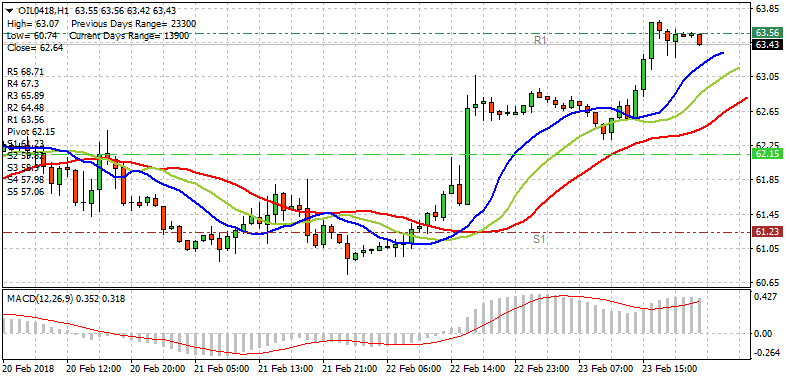 OIL0418,H1 63.55 63.56 63.42 63.43
High= 63.07 Previous Days Range= 23300
Low= 60.74 Current Days Range= 13900
Close= 62.64
R5 68.71
R4 67.3
R3 65.89
R2 64.48
R1 63.56
Pivot 62.15
S1 61.23
S2 59.82
S3 58.91
S4 57.98
S5 57.06
R1
S1
63.85
63.56
63.43
63.05
62.65
62.25
62.15
61.85
61.45
61.23
61.05
60.65
MACD(12,26,9) 0.352 0.318
0.427
0.00
-0.264
20 Feb 2018
20 Feb 12:00
20 Feb 20:00
21 Feb 05:00
21 Feb 13:00
21 Feb 21:00
22 Feb 06:00
22 Feb 14:00
22 Feb 23:00
23 Feb 07:00
23 Feb 15:00